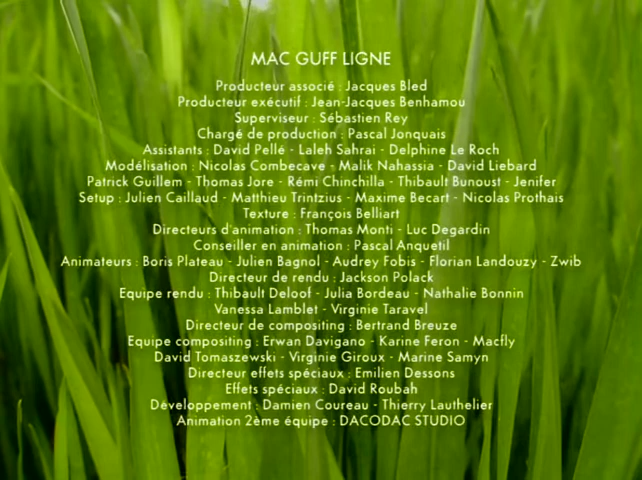 MAC GUFF LIGNE
Producteur associé : Jacques Bled
Producteur exécutif : Jean-Jacques Benhamou
Superviseur : Sébastien Rey
Chargé de production : Pascal Jonquais
Assistants : David Pellé - Laleh Sahrai - Delphine Le Roch
Modélisation : Nicolas Combecave - Malik Nahassia - David Liebard
Patrick Guillem - Thomas Jore - Rémi Chinchilla - Thibault Bunoust - Jenifer
Setup : Julien Caillaud - Matthieu Trintzius - Maxime Becart - Nicolas Prothais
Texture : François Belliart
Directeurs d'animation : Thomas Monti - Luc Degardin
Conseiller en animation : Pascal Anquetil
Animateurs : Boris Plateau - Julien Bagnol - Audrey Fobis - Florian Landouzy - Zwib
Directeur de rendu : Jackson Polack
Equipe rendu : Thibault Deloof - Julia Bordeau - Nathalie Bonnin
Vanessa Lamblet - Virginie Taravel
Directeur de compositing : Bertrand Breuze
Equipe compositing : Erwan Davigano - Karine Feron - Macfly
David Tomaszewski - Virginie Giroux - Marine Samyn
Directeur effets spéciaux : Emilien Dessons
Effets spéciaux : David Roubah
Développement : Damien Coureau - Thierry Lauthelier
Animation 2ème équipe : DACODAC STUDIO